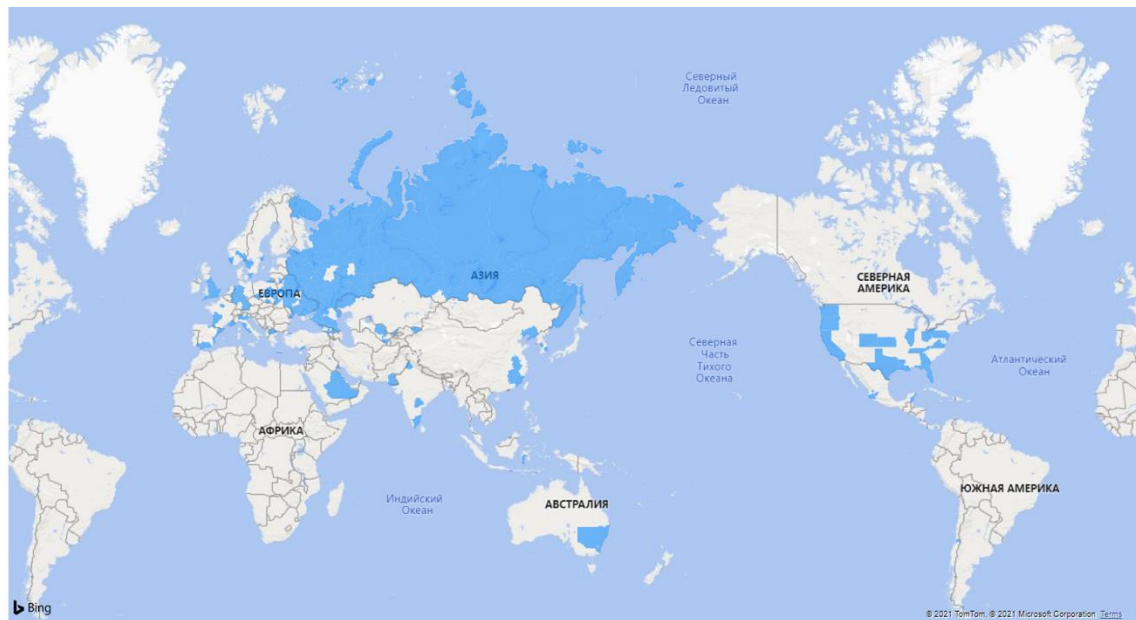 Северный
Ледовитый
Океан
АЗИЯ
ЕВРОПА
СЕВЕРНАЯ
АМЕРИКА
Северная
Часть
Тихого
Океана
Атлантический
Океан
АФРИКА
Индийский
Океан
АВСТРАЛИЯ
ЮЖНАЯ АМЕРИКА
Bing
© 2021 TomTom, © 2021 Microsoft Corporation Terms